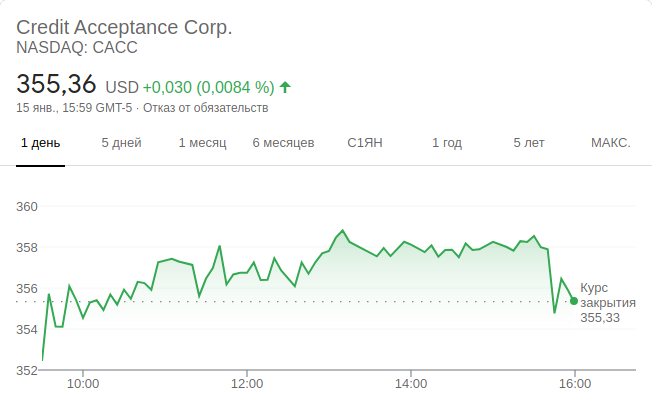 Credit Acceptance Corp.
NASDAQ: CACC
355,36 USD +0,030 (0,0084 %)
15 янв., 15:59 GMT-5 · Отказ от обязательств
1 день 5 дней 1 месяц 6 месяцев С1ЯН 1 год 5 лет МАКС.
360
358
356
354
352
Курс
закрытия
355,33
10:00 12:00 14:00 16:00